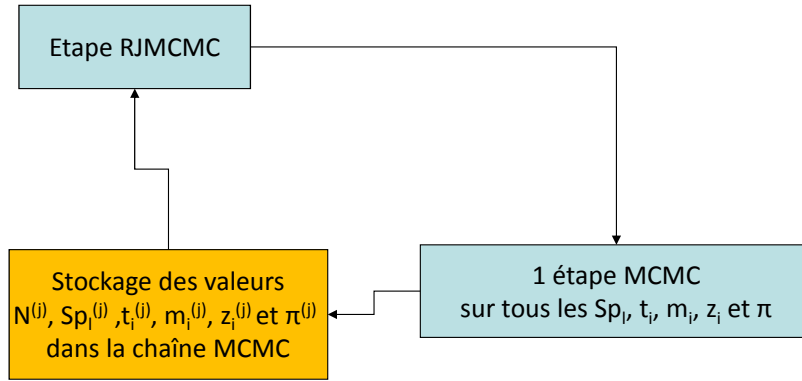 Etape RJMCMC
1 étape MCMC
sur tous les Spₗ, tᵢ, mᵢ, zᵢ et π
Stockage des valeurs
N⁽ʲ⁾, Spₗ⁽ʲ⁾ ,tᵢ⁽ʲ⁾, mᵢ⁽ʲ⁾, zᵢ⁽ʲ⁾ et π⁽ʲ⁾
dans la chaîne MCMC